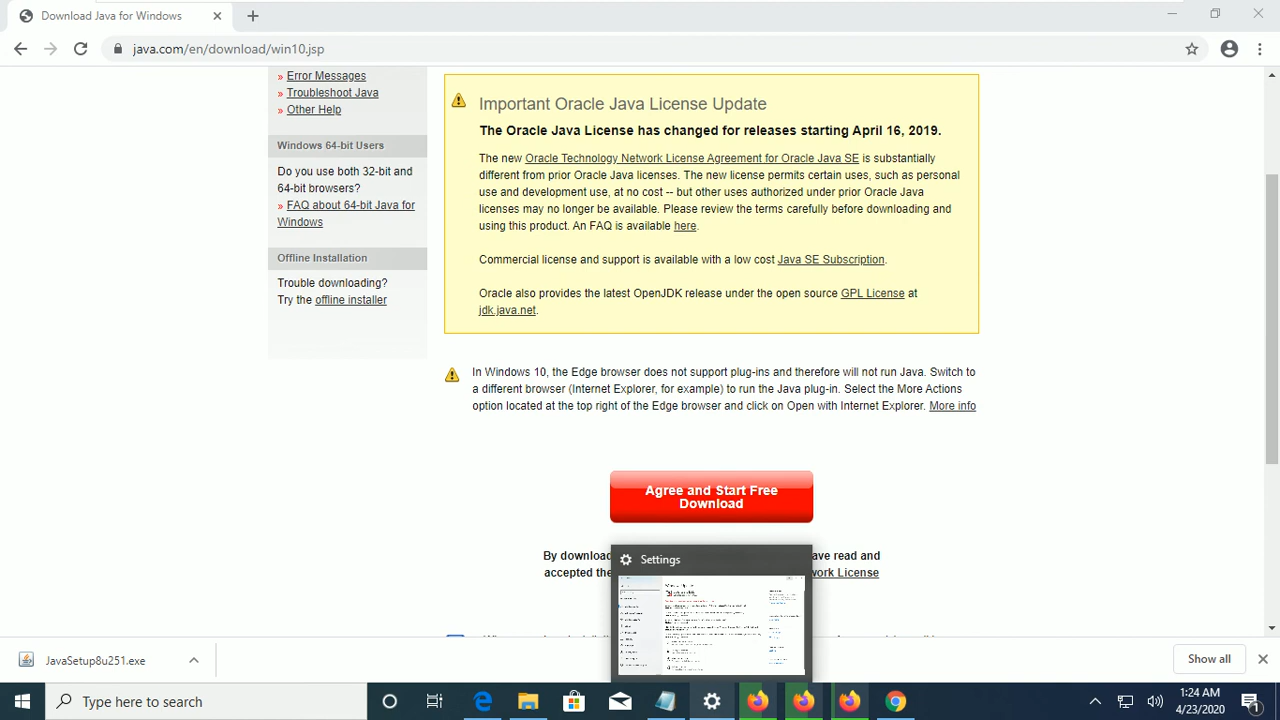 Download Java for Windows
java.com/en/download/win10.jsp
» Error Messages
» Troubleshoot Java
» Other Help
Windows 64-bit Users
Do you use both 32-bit and
64-bit browsers?
» FAQ about 64-bit Java for
Windows
Offline Installation
Trouble downloading?
Try the offline installer
Important Oracle Java License Update
The Oracle Java License has changed for releases starting April 16, 2019.
The new Oracle Technology Network License Agreement for Oracle Java SE is substantially
different from prior Oracle Java licenses. The new license permits certain uses, such as personal
use and development use, at no cost -- but other uses authorized under prior Oracle Java
licenses may no longer be available. Please review the terms carefully before downloading and
using this product. An FAQ is available here.
Commercial license and support is available with a low cost Java SE Subscription.
Oracle also provides the latest OpenJDK release under the open source GPL License at
jdk.java.net.
In Windows 10, the Edge browser does not support plug-ins and therefore will not run Java. Switch to
a different browser (Internet Explorer, for example) to run the Java plug-in. Select the More Actions
option located at the top right of the Edge browser and click on Open with Internet Explorer. More info
Agree and Start Free
Download
By download ave read and
accepted the work License
Settings
JavaSetup8u251.exe
Show all
Type here to search
1:24 AM
4/23/2020
1